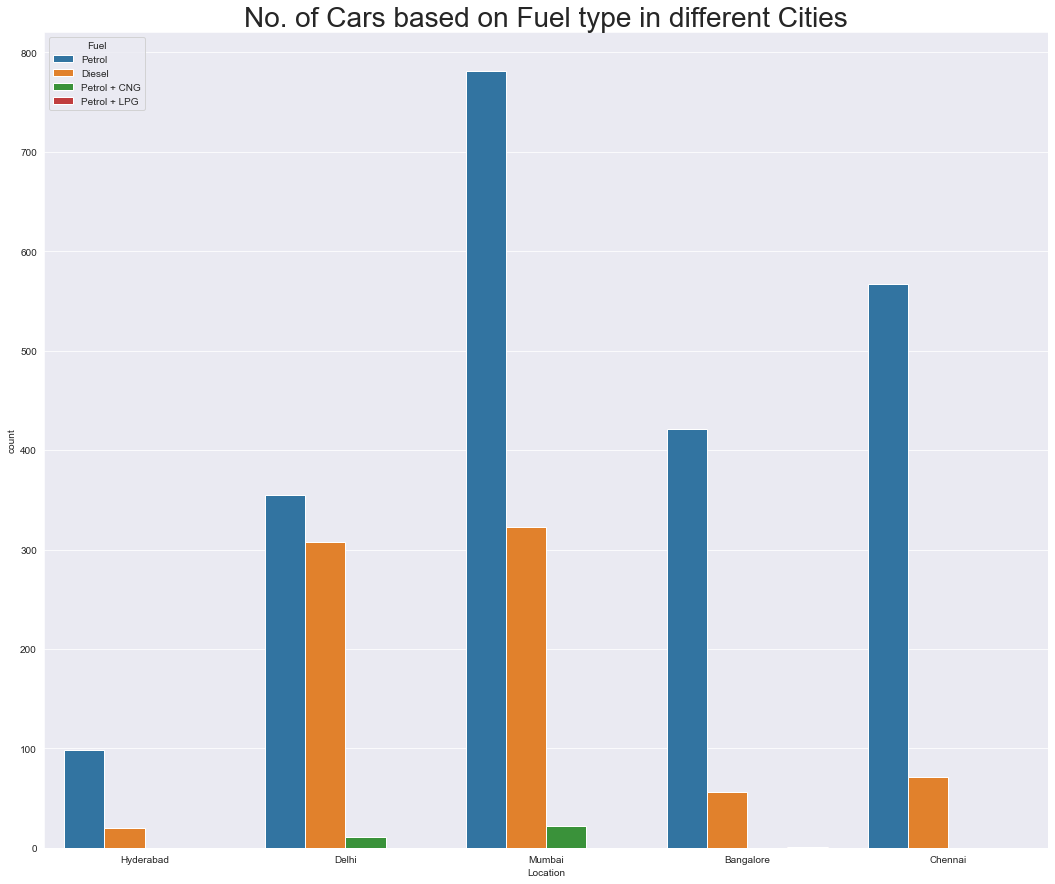 No. of Cars based on Fuel type in different Cities
Fuel
Petrol
Diesel
Petrol + CNG
Petrol + LPG
800
700
600
500
400
300
200
100
0
count
Hyderabad Delhi Mumbai Bangalore Chennai
Location